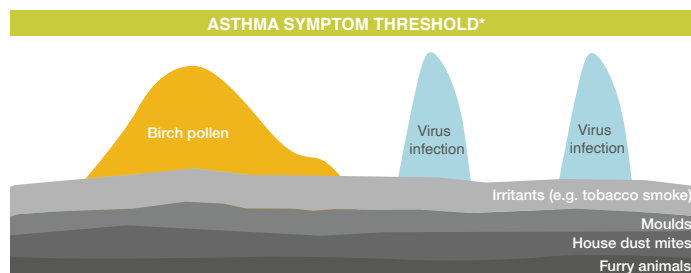 ASTHMA SYMPTOM THRESHOLD*
Birch pollen
Virus
infection
Virus
infection
Irritants (e.g. tobacco smoke)
Moulds
House dust mites
Furry animals